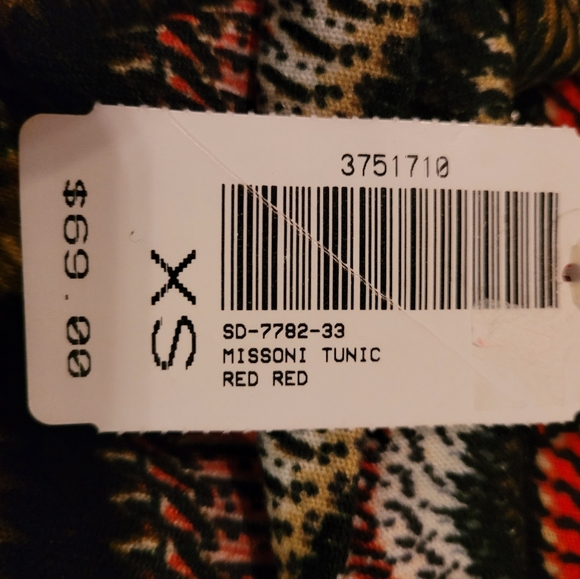 3751710
SD-7782-33
MISSONI TUNIC
RED RED
XS
$69.00